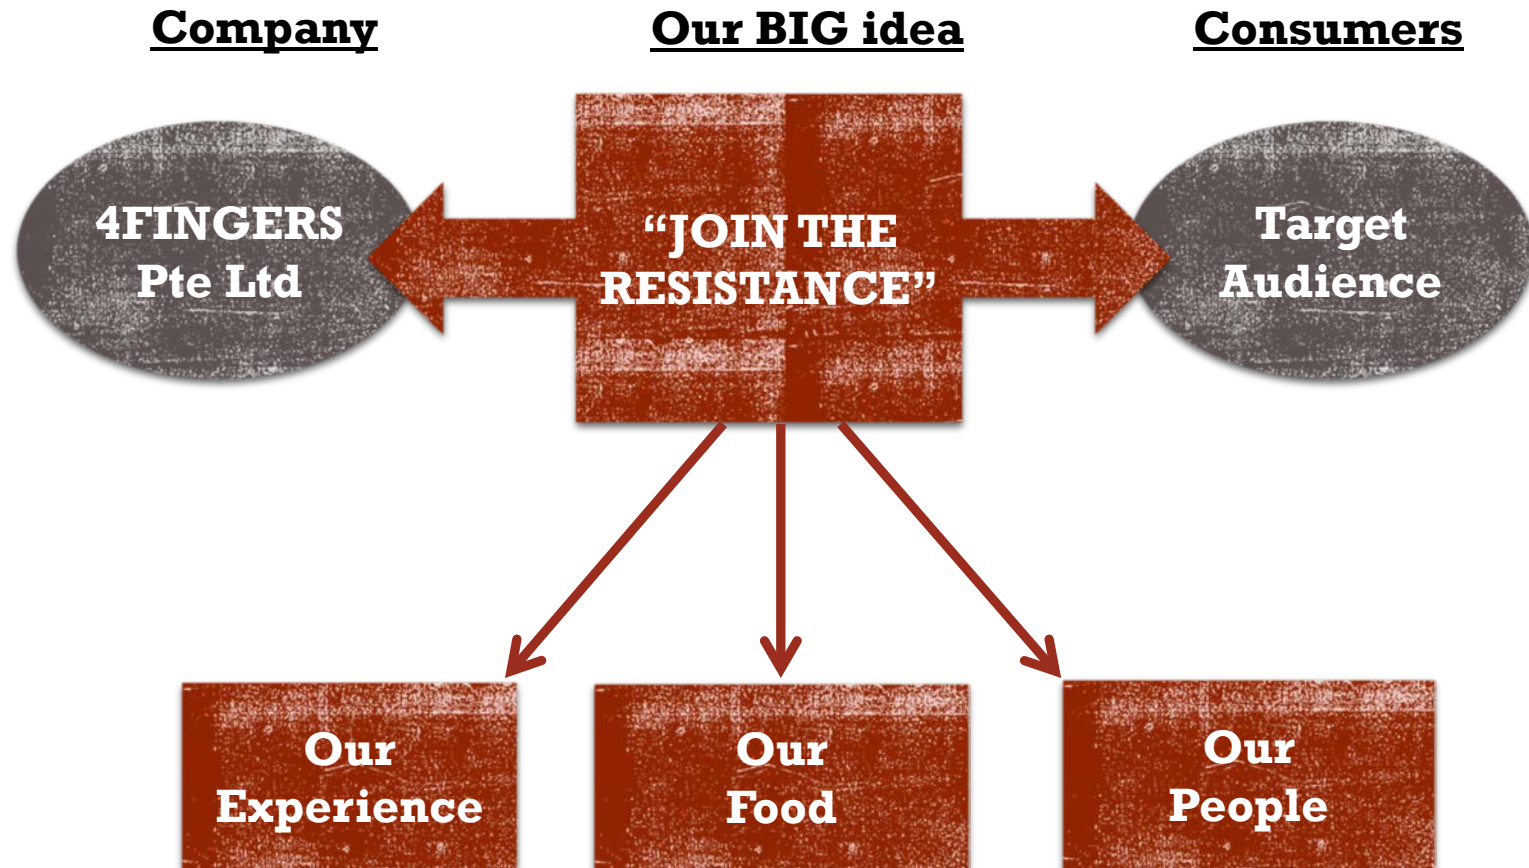 Company
Our BIG idea
Consumers
4FINGERS
Pte Ltd
“JOIN THE
RESISTANCE”
Target
Audience
Our
Experience
Our
Food
Our
People